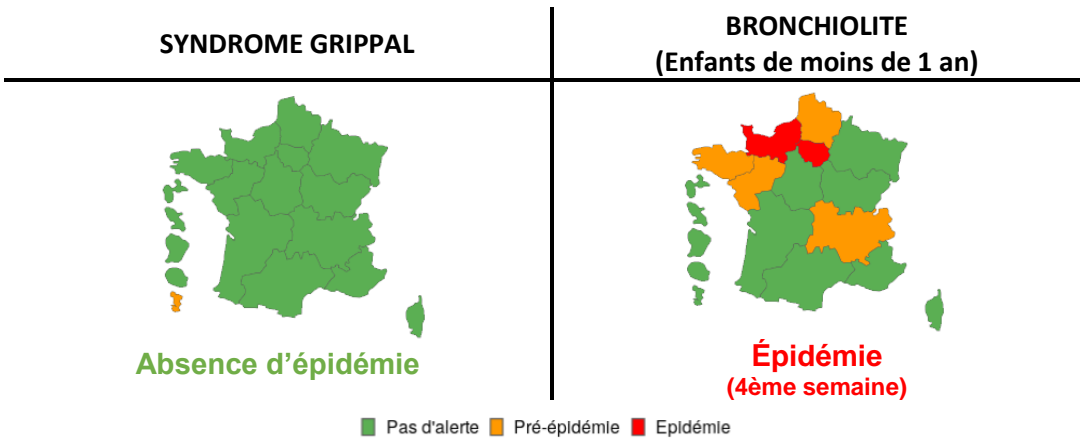 SYNDROME GRIPPAL
BRONCHIOLITE
(Enfants de moins de 1 an)
Absence d’épidémie
Épidémie
(4ème semaine)
Pas d'alerte Pré-épidémie Epidémie